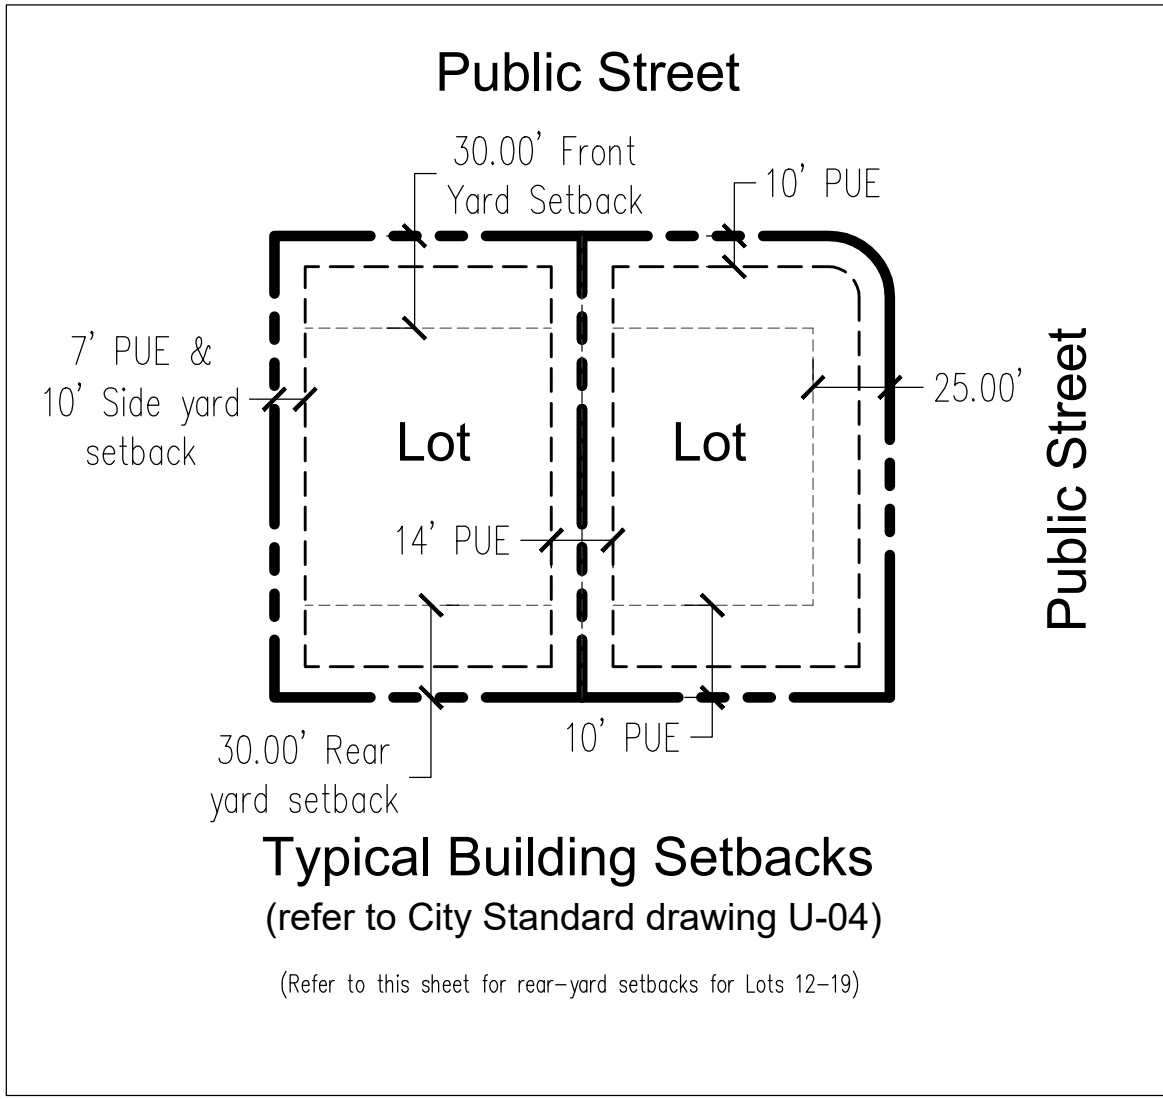 Public Street
30.00' Front
Yard Setback
10' PUE
7' PUE &
10' Side yard
setback
25.00'
Public Street
Lot
Lot
14' PUE
10' PUE
30.00' Rear
yard setback
Typical Building Setbacks
(refer to City Standard drawing U-04)
(Refer to this sheet for rear-yard setbacks for Lots 12-19)